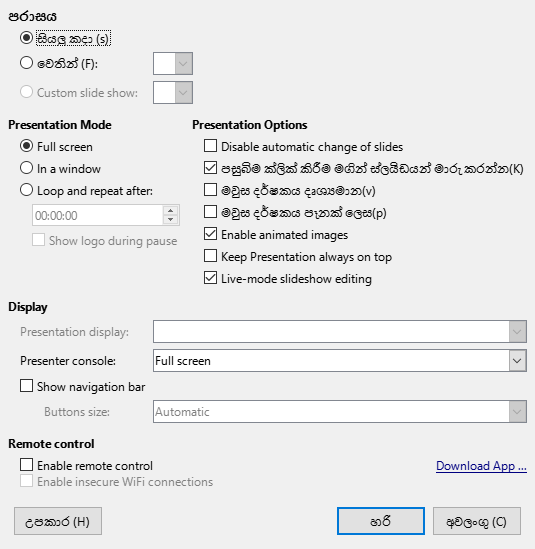 පරාසය
සියලු කදා (s)
වෙතින් (F):
Custom slide show:
Presentation Mode
Full screen
In a window
Loop and repeat after:
00:00:00
Show logo during pause
Presentation Options
Disable automatic change of slides
පසුබිම ක්ලික් කිරීම මගින් ස්ලයිඩයන් මාරු කරන්න(K)
මවුස දර්ෂකය දෘශ්‍යමාන(v)
මවුස දර්ෂකය පැනක් ලෙස(p)
Enable animated images
Keep Presentation always on top
Live-mode slideshow editing
Display
Presentation display:
Presenter console: Full screen
Show navigation bar
Buttons size: Automatic
Remote control
Enable remote control Download App ...
Enable insecure WiFi connections
උපකාර (H) හරි අවලංගු (C)